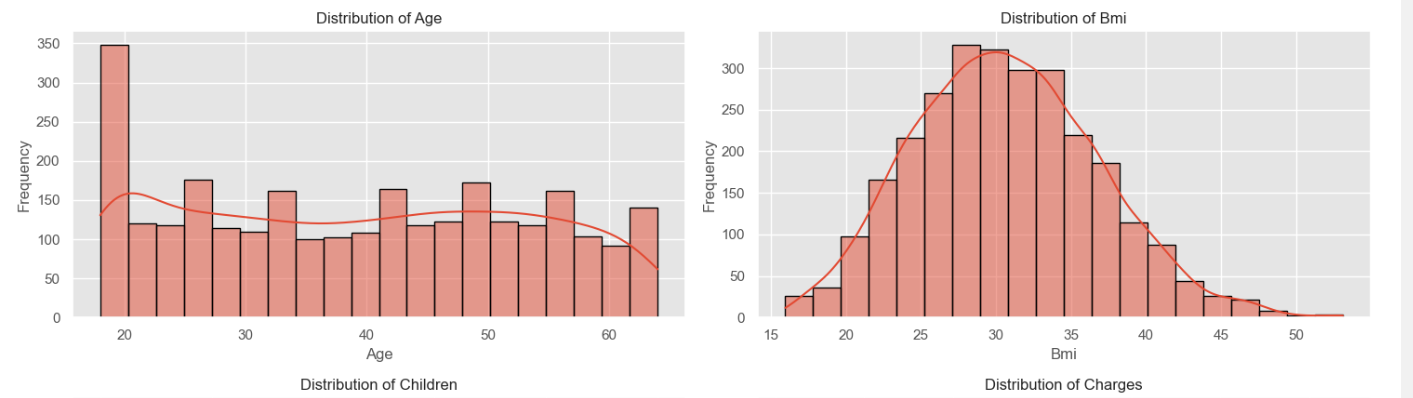 Distribution of Age
350
300
250
200
150
100
50
0
Frequency
20 30 40 50 60
Age
Distribution of Bmi
300
250
200
150
100
50
0
Frequency
15 20 25 30 35 40 45 50
Bmi
Distribution of Children
Distribution of Charges